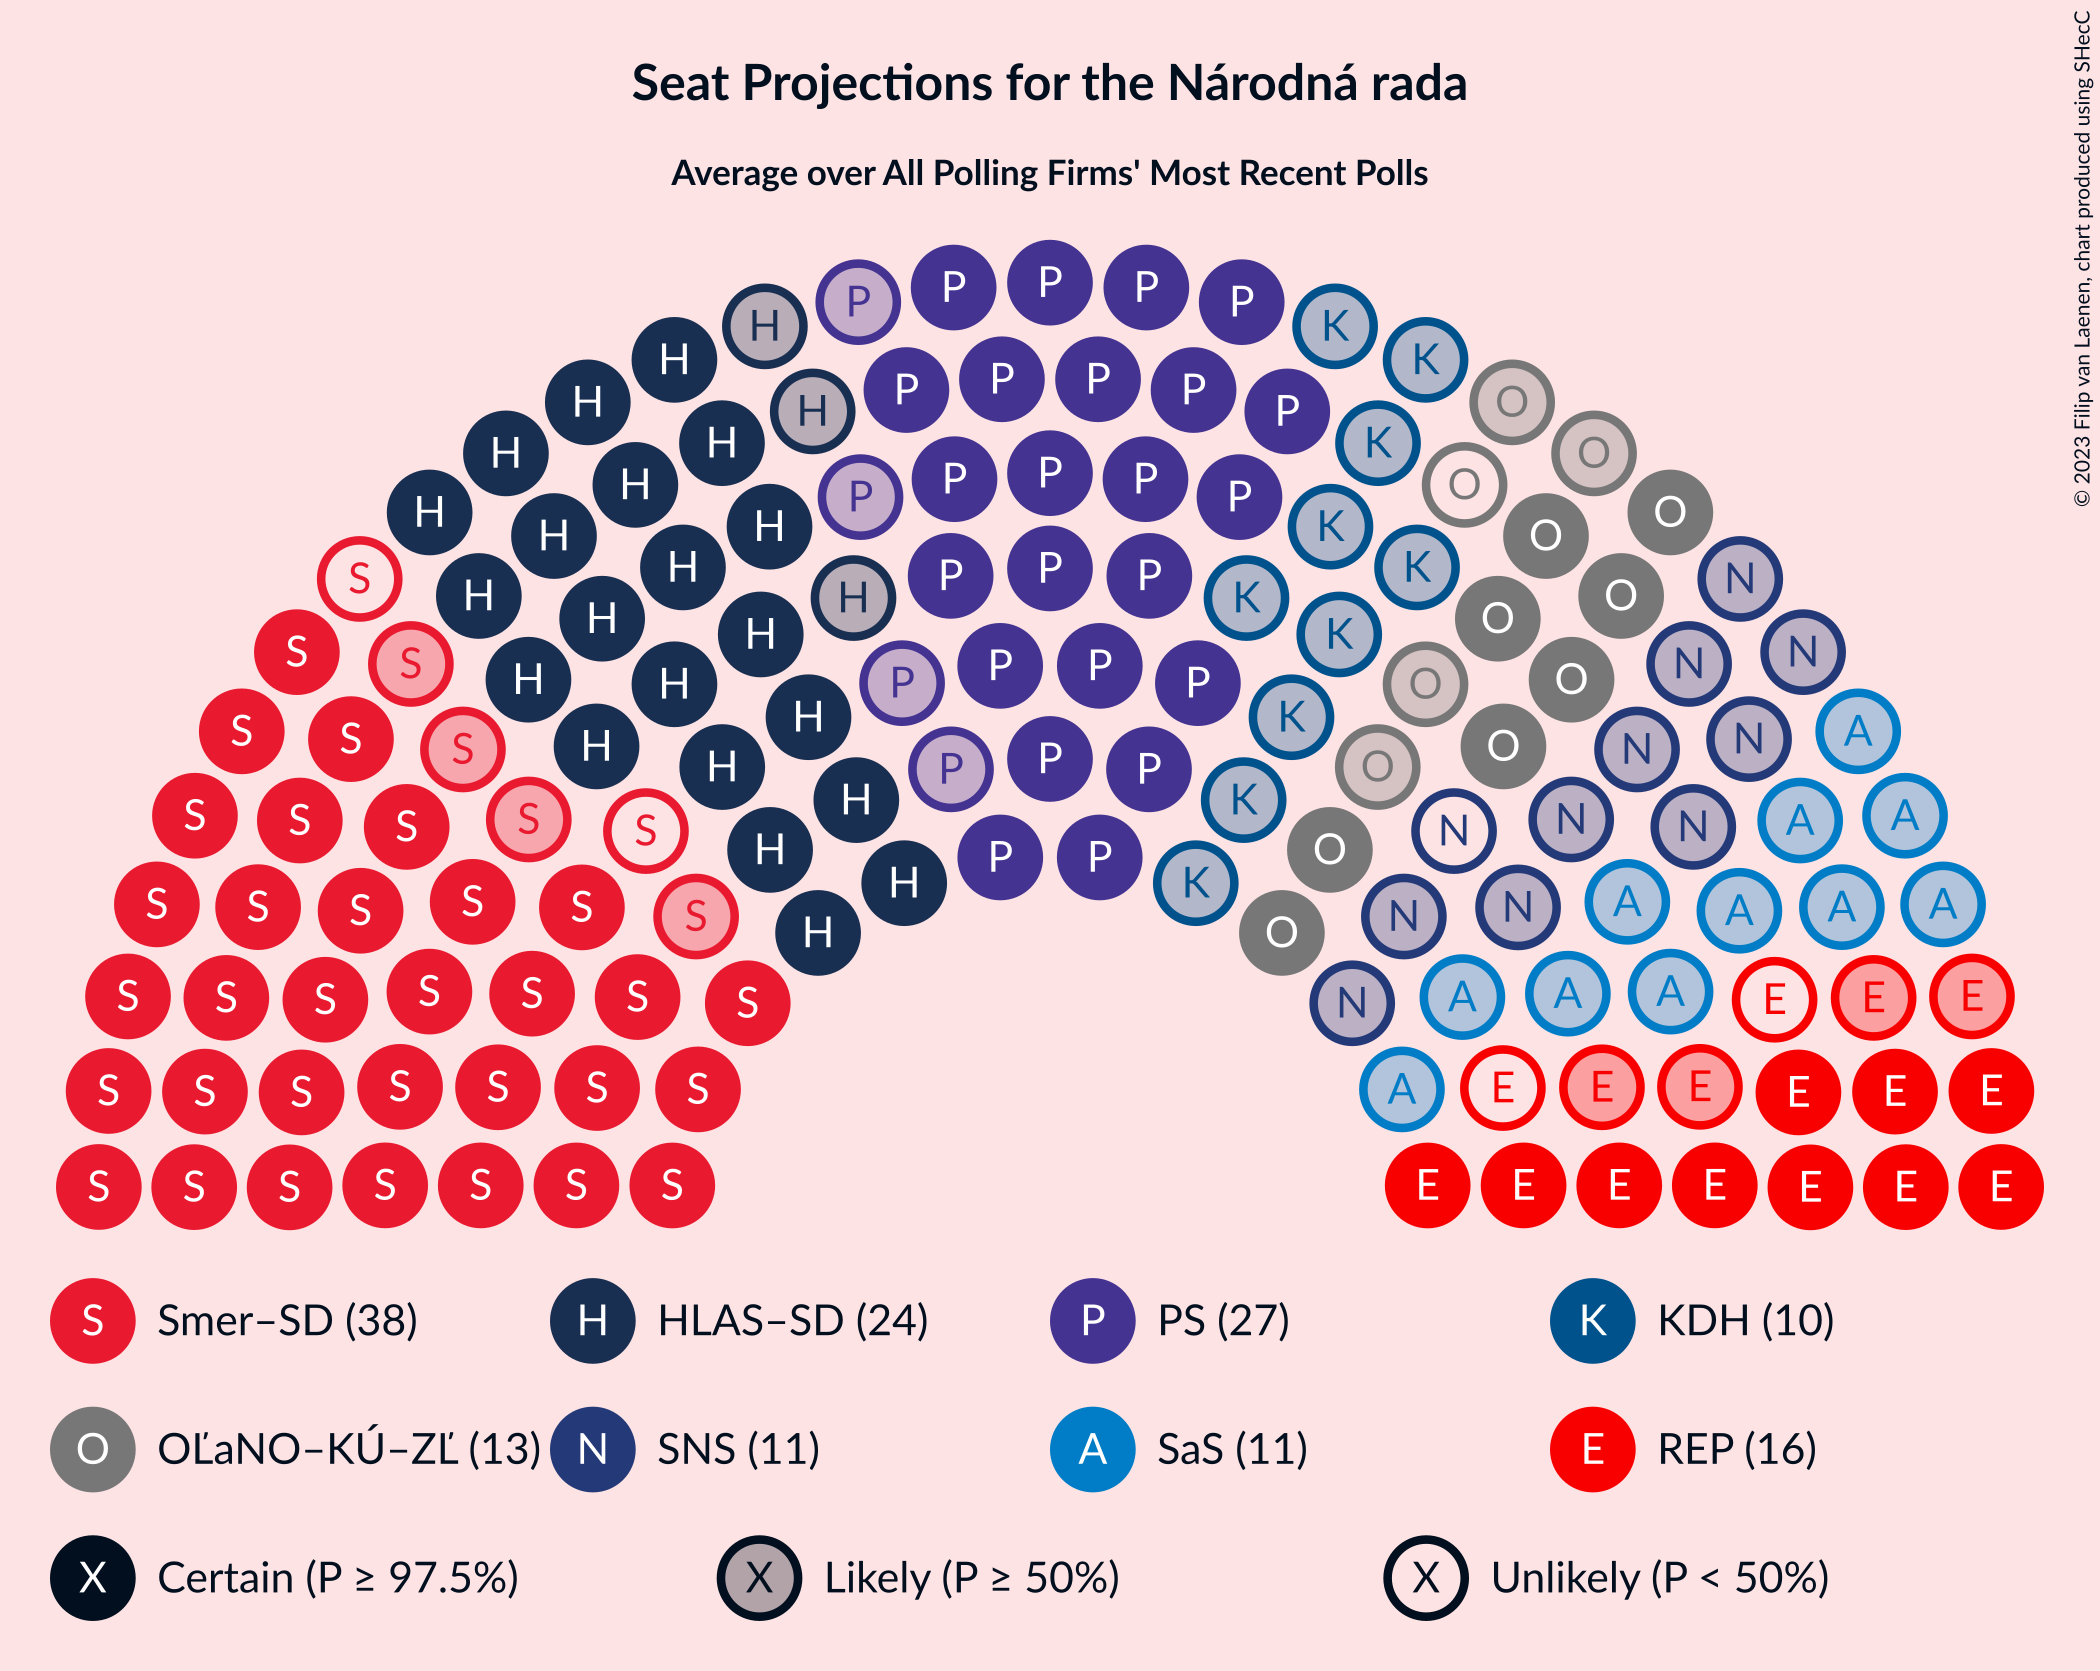 Seat Projections for the Národná rada
Average over All Polling Firms' Most Recent Polls
© 2023 Filip van Laenen, chart produced using SHecC
P P P P P
H H K K
H P P P P P O
H H K O
H H P P P P P O O
H H K O
S H H P P P K K O N
S S H H H P P P P K O O O N N
S S S H H H P P P K O O N N A
S S S S S H H H K O N N N A A
S S S S S S H H K O N N A A A A
S S S S S S S N A A A E E E
S S S S S S S A E E E E E E
S S S S S S S E E E E E E E
S Smer–SD (38) H HLAS–SD (24) P PS (27) K KDH (10)
O OĽaNO–KÚ–ZĽ (13) N SNS (11) A SaS (11) E REP (16)
X Certain (P ≥ 97.5%) X Likely (P ≥ 50%) X Unlikely (P < 50%)